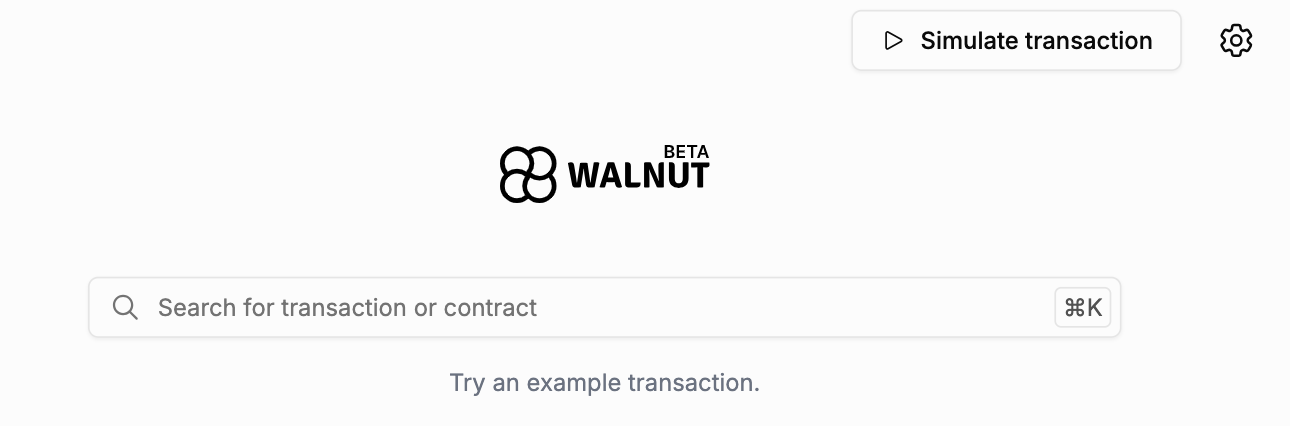 Simulate transaction
BETA
WALNUT
Search for transaction or contract ⌘K
Try an example transaction.